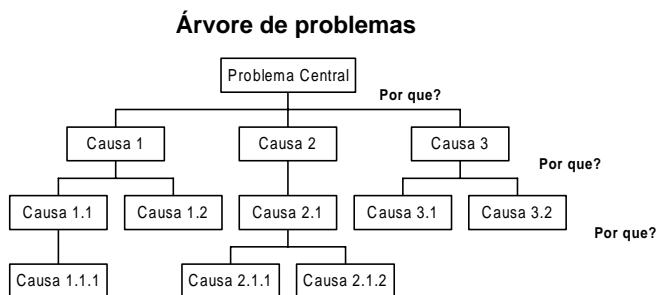 Árvore de problemas
Problema Central
Por que?
Causa 1
Causa 2
Causa 3
Por que?
Causa 1.1
Causa 1.2
Causa 2.1
Causa 3.1
Causa 3.2
Por que?
Causa 1.1.1
Causa 2.1.1
Causa 2.1.2